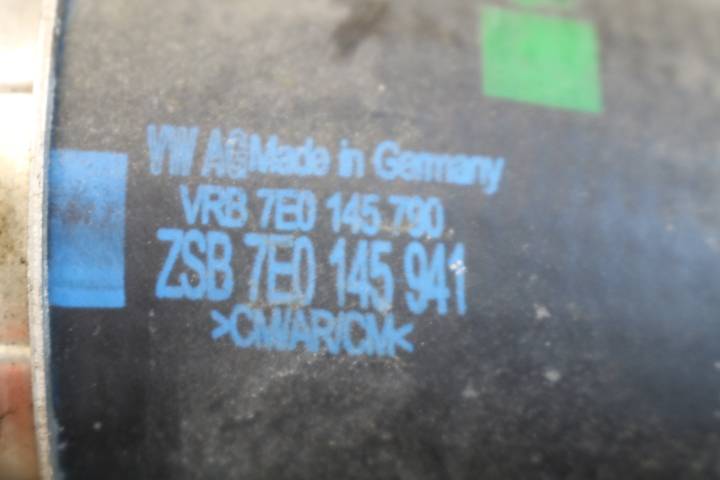 VW AG Made in Germany
VRB 7E0 145 790
ZSB 7E0 145 941
>CM/AR/CM<